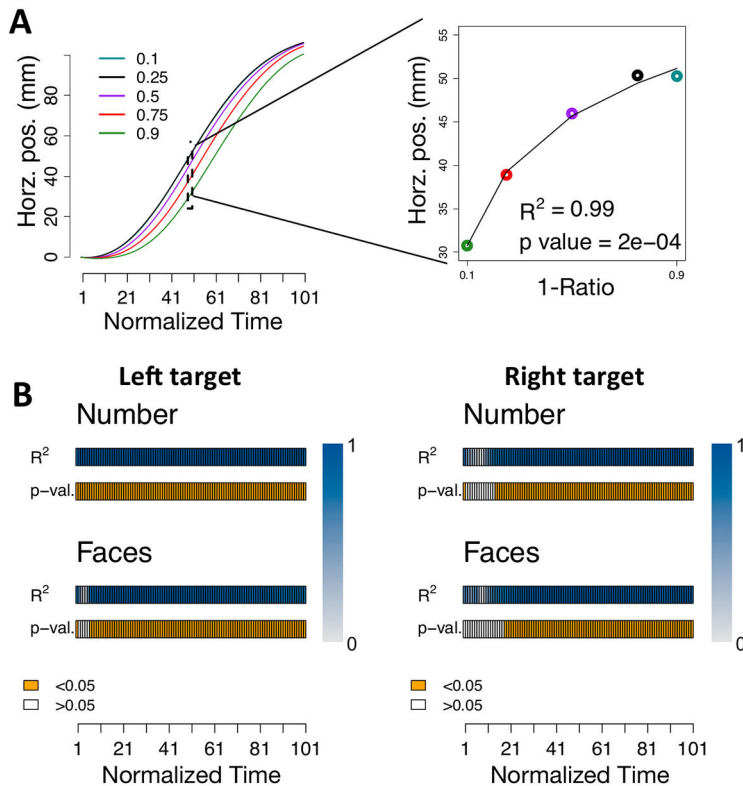 A
0.1
0.25
0.5
0.75
0.9
Horz. pos. (mm)
0 20 40 60 80
1 21 41 61 81 101
Normalized Time
Horz. pos. (mm)
30 35 40 45 50 55
R² = 0.99
p value = 2e−04
0.1 0.9
1-Ratio
B
Left target
Number
R²
p−val.
1
0
Faces
R²
p−val.
<0.05
>0.05
1 21 41 61 81 101
Normalized Time
Right target
Number
R²
p−val.
1
0
Faces
R²
p−val.
<0.05
>0.05
1 21 41 61 81 101
Normalized Time